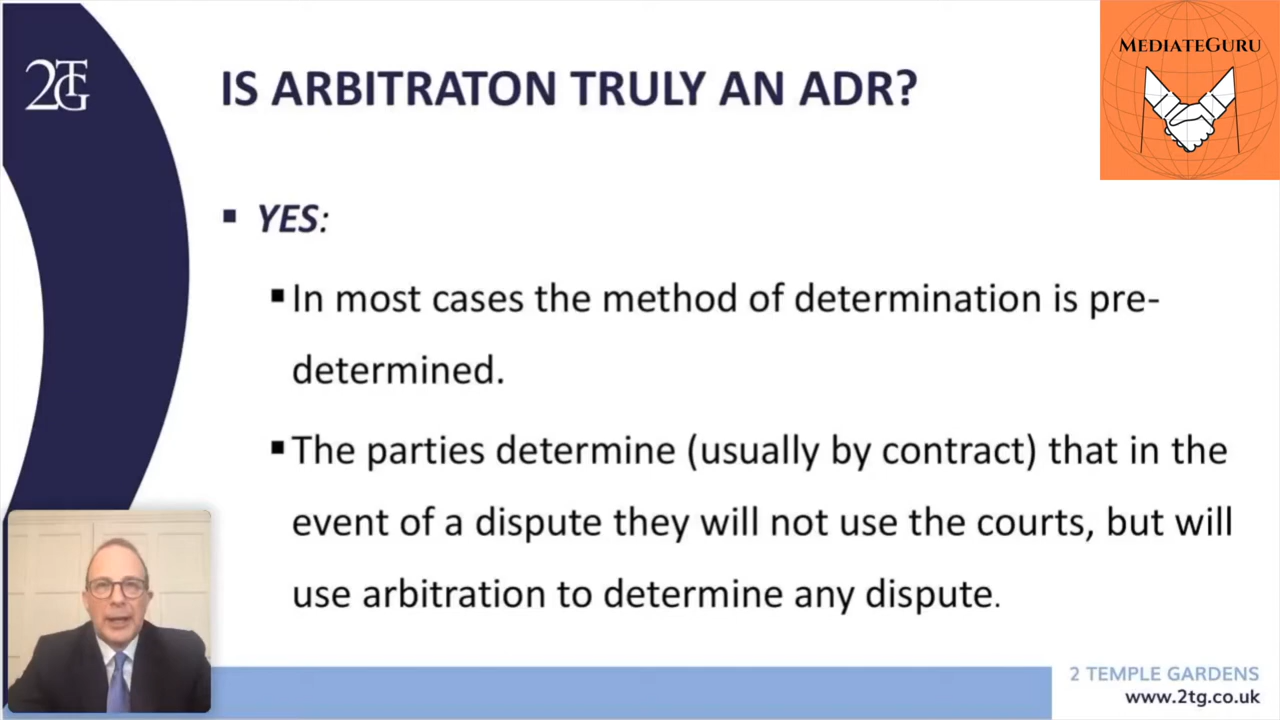 2TG
IS ARBITRATON TRULY AN ADR?
MEDIATEGURU
▪ YES:
▪ In most cases the method of determination is pre-
determined.
▪ The parties determine (usually by contract) that in the
event of a dispute they will not use the courts, but will
use arbitration to determine any dispute.
2 TEMPLE GARDENS
www.2tg.co.uk